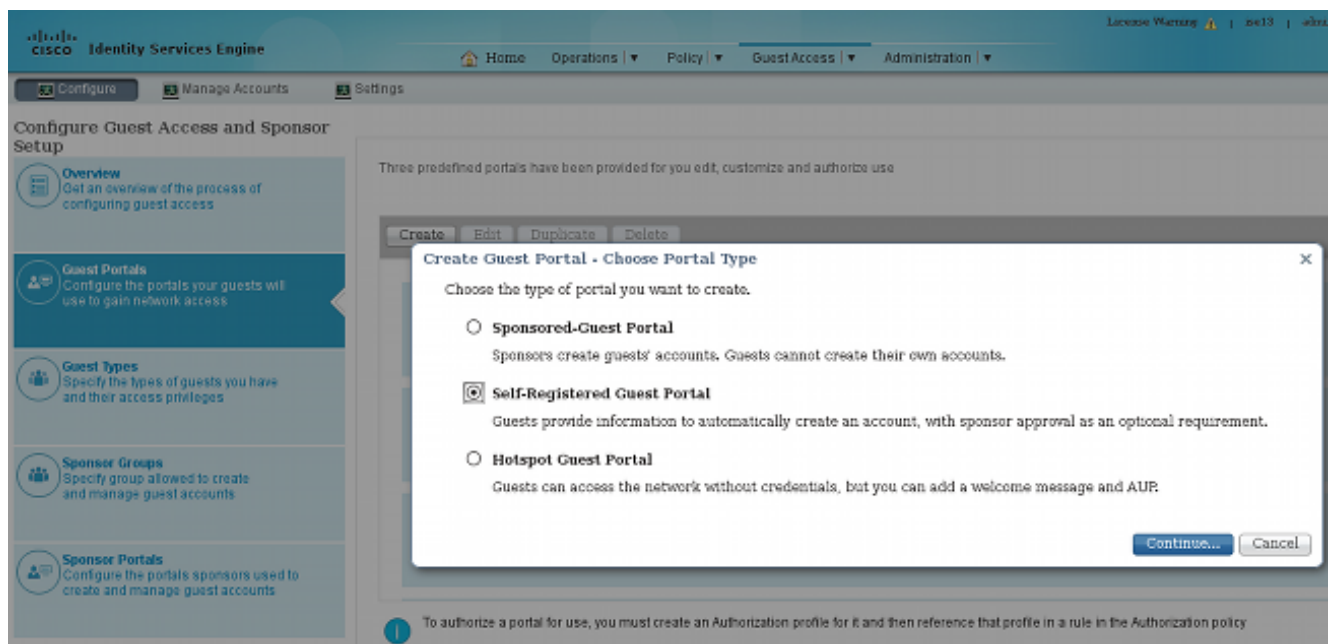 CISCO Identity Services Engine
License Warning | ise13 |
Home Operations | Policy | Guest Access | Administration |
Configure Manage Accounts Settings
Configure Guest Access and Sponsor
Setup
Overview
Get an overview of the process of
configuring guest access
Guest Portals
Configure the portals your guests will
use to gain network access
Guest Types
Specify the types of guests you have
and their access privileges
Sponsor Groups
Specify group allowed to create
and manage guest accounts
Sponsor Portals
Configure the portals sponsors used to
create and manage guest accounts
Three predefined portals have been provided for you edit, customize and authorize use
Create Edit Duplicate Delete
Create Guest Portal - Choose Portal Type
Choose the type of portal you want to create.
Sponsored-Guest Portal
Sponsors create guests' accounts. Guests cannot create their own accounts.
Self-Registered Guest Portal
Guests provide information to automatically create an account, with sponsor approval as an optional requirement.
Hotspot Guest Portal
Guests can access the network without credentials, but you can add a welcome message and AUP.
Continue... Cancel
To authorize a portal for use, you must create an Authorization profile for it and then reference that profile in a rule in the Authorization policy